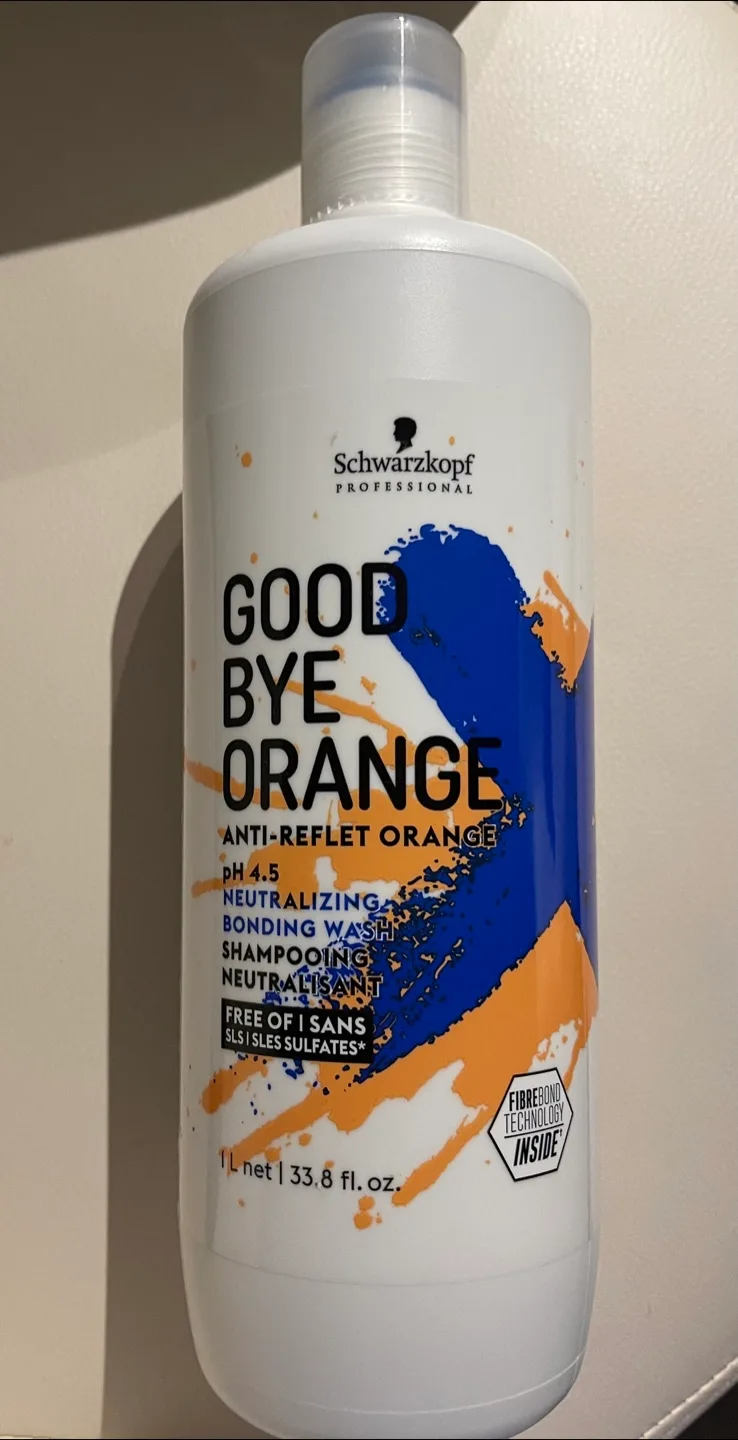 Schwarzkopf
PROFESSIONAL
GOOD
BYE
ORANGE
ANTI-REFLET ORANGE
pH 4.5
NEUTRALIZING
BONDING WASH
SHAMPOOING
NEUTRALISANT
FREE OF | SANS
SLS | SLES SULFATES*
FIBREBOND
TECHNOLOGY
INSIDE†
1 L net | 33.8 fl. oz.